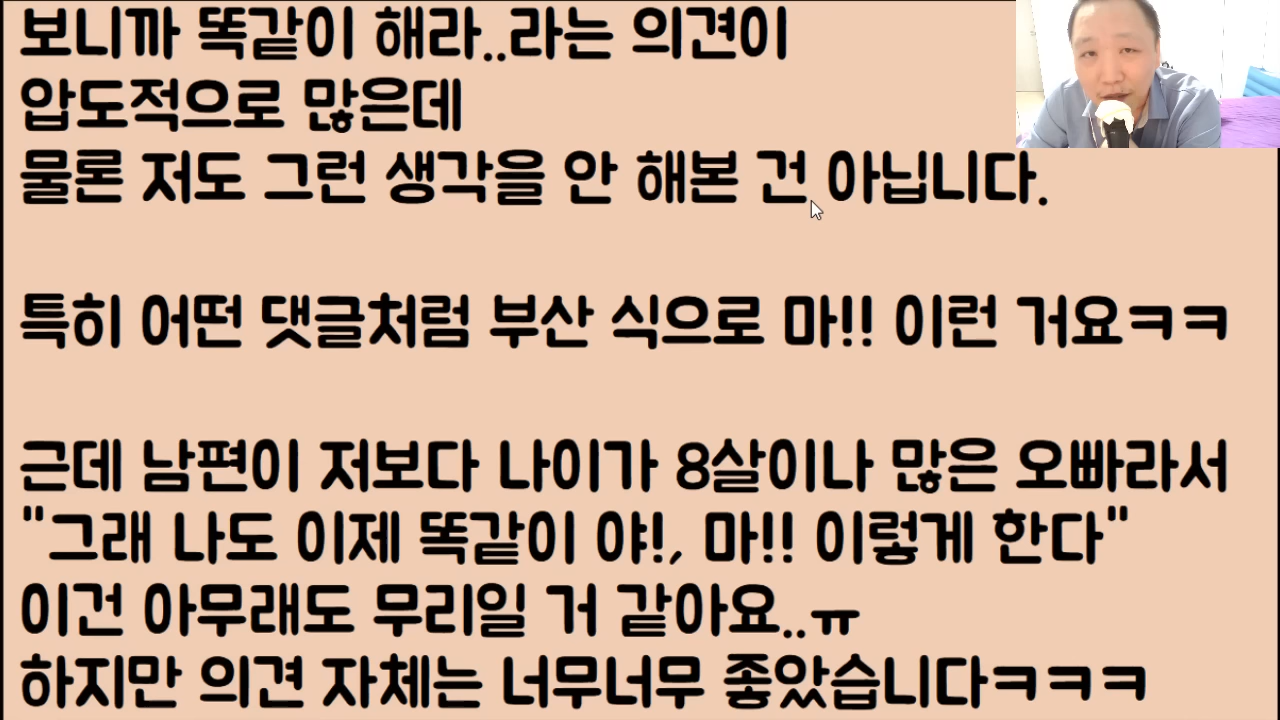 보니까 똑같이 해라..라는 의견이
압도적으로 많은데
물론 저도 그런 생각을 안 해본 건 아닙니다.
특히 어떤 댓글처럼 부산 식으로 마!! 이런 거요ㅋㅋ
근데 남편이 저보다 나이가 8살이나 많은 오빠라서
"그래 나도 이제 똑같이 야!, 마!! 이렇게 한다"
이건 아무래도 무리일 거 같아요..ㅠ
하지만 의견 자체는 너무너무 좋았습니다ㅋㅋㅋ